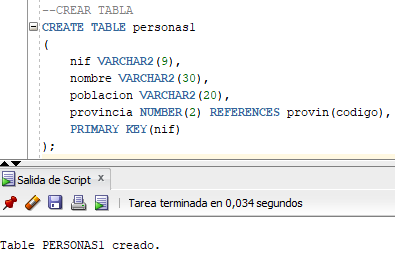 --CREAR TABLA
CREATE TABLE personas1
(
nif VARCHAR2(9),
nombre VARCHAR2(30),
poblacion VARCHAR2(20),
provincia NUMBER(2) REFERENCES provin(codigo),
PRIMARY KEY(nif)
);
Salida de Script x
Tarea terminada en 0,034 segundos
Table PERSONAS1 creado.